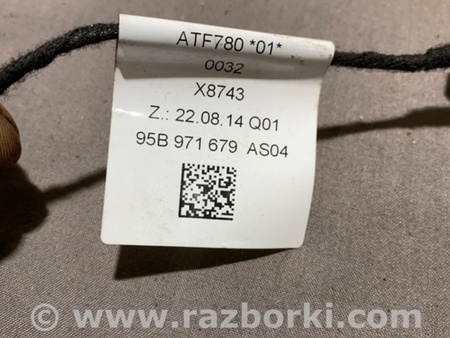 ATF780 *01*
0032
X8743
Z.: 22.08.14 Q01
95B 971 679 AS04
© www.razborki.com